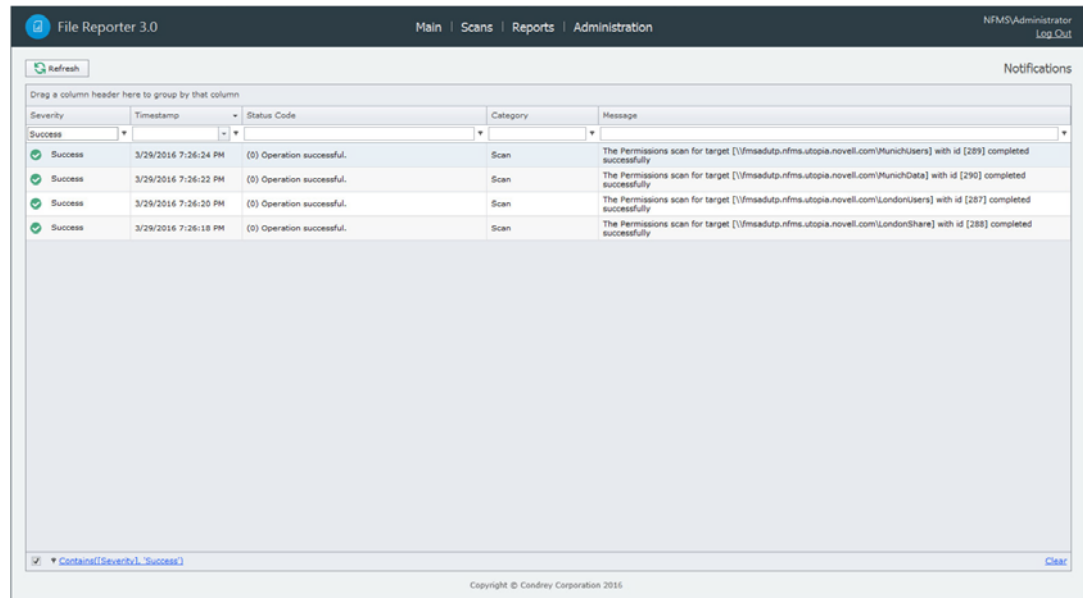 File Reporter 3.0
Main | Scans | Reports | Administration
NFMS\Administrator
Log Out
Refresh
Notifications
Drag a column header here to group by that column
Severity Timestamp Status Code Category Message
Success
Success 3/29/2016 7:26:24 PM (0) Operation successful. Scan The Permissions scan for target [\\fmsadutp.nfms.utopia.novell.com\MunichUsers] with id [289] completed
successfully
Success 3/29/2016 7:26:22 PM (0) Operation successful. Scan The Permissions scan for target [\\fmsadutp.nfms.utopia.novell.com\MunichData] with id [290] completed
successfully
Success 3/29/2016 7:26:20 PM (0) Operation successful. Scan The Permissions scan for target [\\fmsadutp.nfms.utopia.novell.com\LondonUsers] with id [287] completed
successfully
Success 3/29/2016 7:26:18 PM (0) Operation successful. Scan The Permissions scan for target [\\fmsadutp.nfms.utopia.novell.com\LondonShare] with id [288] completed
successfully
Contains([Severity], 'Success')
Clear
Copyright © Condrey Corporation 2016